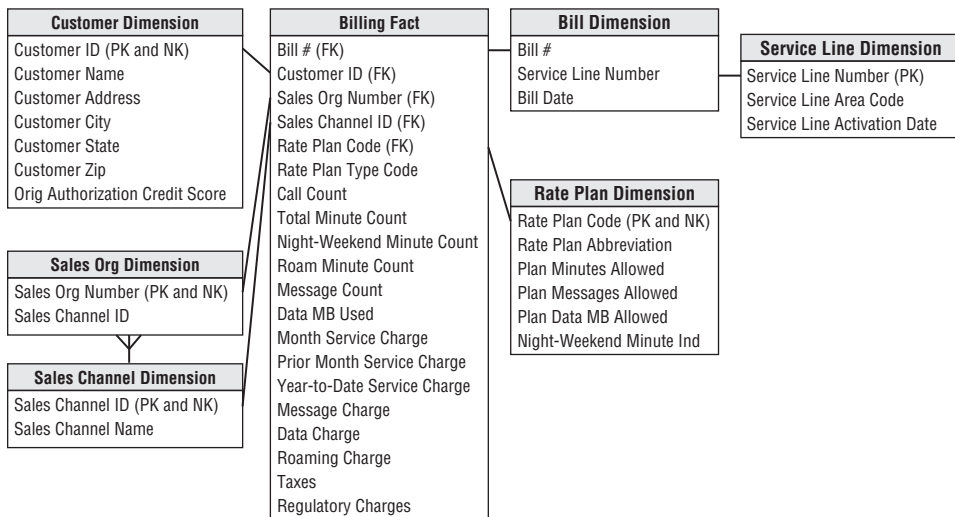 Customer Dimension
Customer ID (PK and NK)
Customer Name
Customer Address
Customer City
Customer State
Customer Zip
Orig Authorization Credit Score
Sales Org Dimension
Sales Org Number (PK and NK)
Sales Channel ID
Sales Channel Dimension
Sales Channel ID (PK and NK)
Sales Channel Name
Billing Fact
Bill # (FK)
Customer ID (FK)
Sales Org Number (FK)
Sales Channel ID (FK)
Rate Plan Code (FK)
Rate Plan Type Code
Call Count
Total Minute Count
Night-Weekend Minute Count
Roam Minute Count
Message Count
Data MB Used
Month Service Charge
Prior Month Service Charge
Year-to-Date Service Charge
Message Charge
Data Charge
Roaming Charge
Taxes
Regulatory Charges
Bill Dimension
Bill #
Service Line Number
Bill Date
Rate Plan Dimension
Rate Plan Code (PK and NK)
Rate Plan Abbreviation
Plan Minutes Allowed
Plan Messages Allowed
Plan Data MB Allowed
Night-Weekend Minute Ind
Service Line Dimension
Service Line Number (PK)
Service Line Area Code
Service Line Activation Date